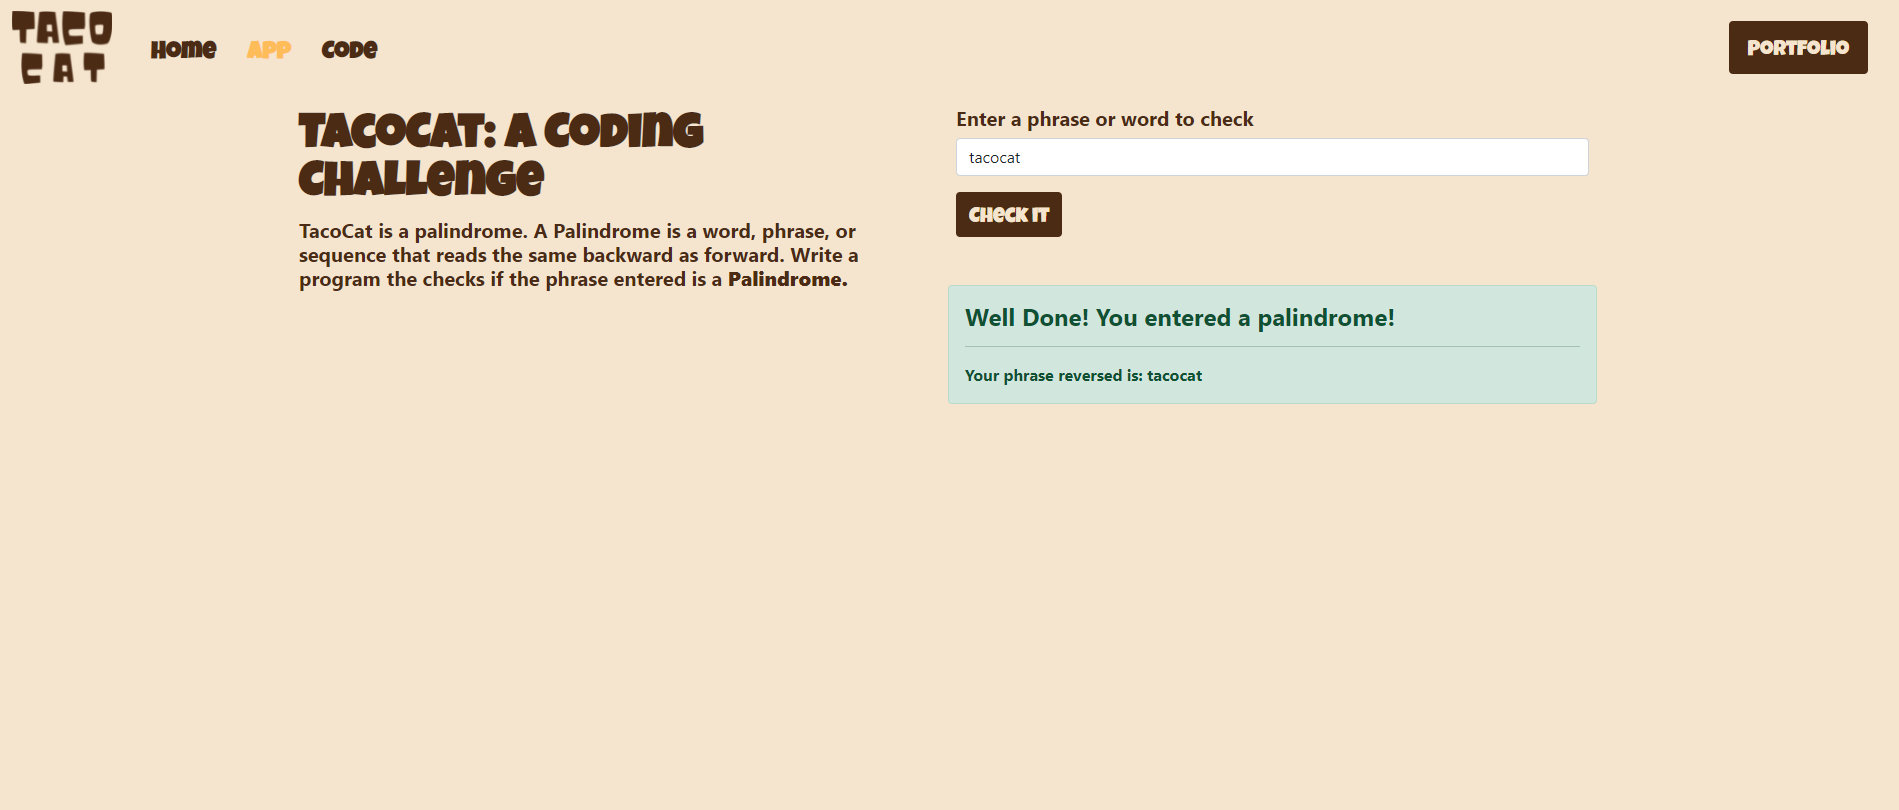 TACO
CAT
Home
APP
Code
PORTFOLIO
TACOCAT: A CODING
CHALLENGE
TacoCat is a palindrome. A Palindrome is a word, phrase, or
sequence that reads the same backward as forward. Write a
program the checks if the phrase entered is a Palindrome.
Enter a phrase or word to check
tacocat
CHECK IT
Well Done! You entered a palindrome!
Your phrase reversed is: tacocat